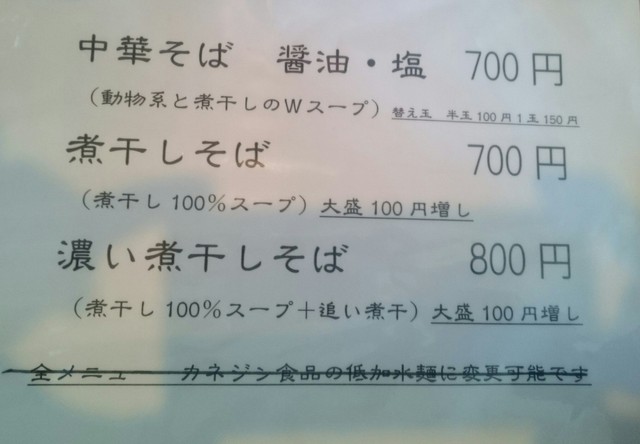 中華そば　醤油・塩　700円
（動物系と煮干しのWスープ）替え玉　半玉100円1玉150円
煮干しそば　700円
（煮干し100％スープ）大盛100円増し
濃い煮干しそば　800円
（煮干し100％スープ＋追い煮干）大盛100円増し
全メニュー　カネジン食品の低加水麺に変更可能です